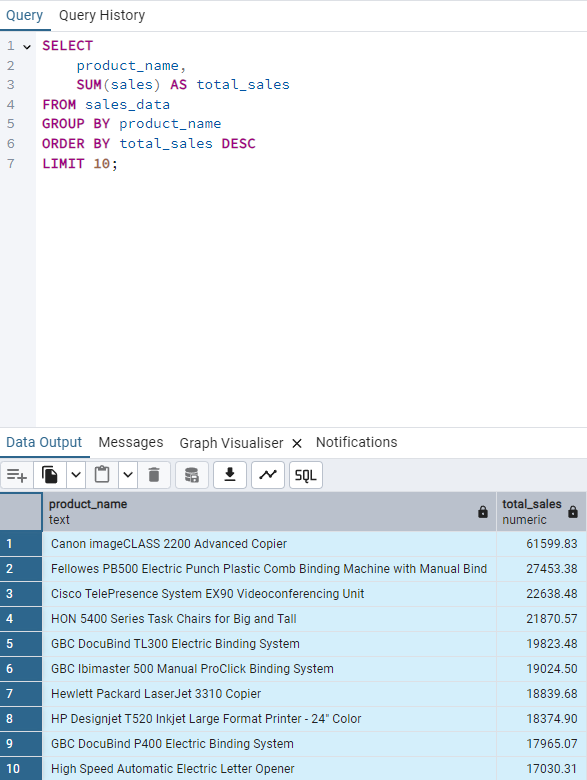 Query Query History
1 SELECT
2 product_name,
3 SUM(sales) AS total_sales
4 FROM sales_data
5 GROUP BY product_name
6 ORDER BY total_sales DESC
7 LIMIT 10;
Data Output Messages Graph Visualiser Notifications
SQL
product_name total_sales
text numeric
1 Canon imageCLASS 2200 Advanced Copier 61599.83
2 Fellowes PB500 Electric Punch Plastic Comb Binding Machine with Manual Bind 27453.38
3 Cisco TelePresence System EX90 Videoconferencing Unit 22638.48
4 HON 5400 Series Task Chairs for Big and Tall 21870.57
5 GBC DocuBind TL300 Electric Binding System 19823.48
6 GBC Ibimaster 500 Manual ProClick Binding System 19024.50
7 Hewlett Packard LaserJet 3310 Copier 18839.68
8 HP Designjet T520 Inkjet Large Format Printer - 24" Color 18374.90
9 GBC DocuBind P400 Electric Binding System 17965.07
10 High Speed Automatic Electric Letter Opener 17030.31